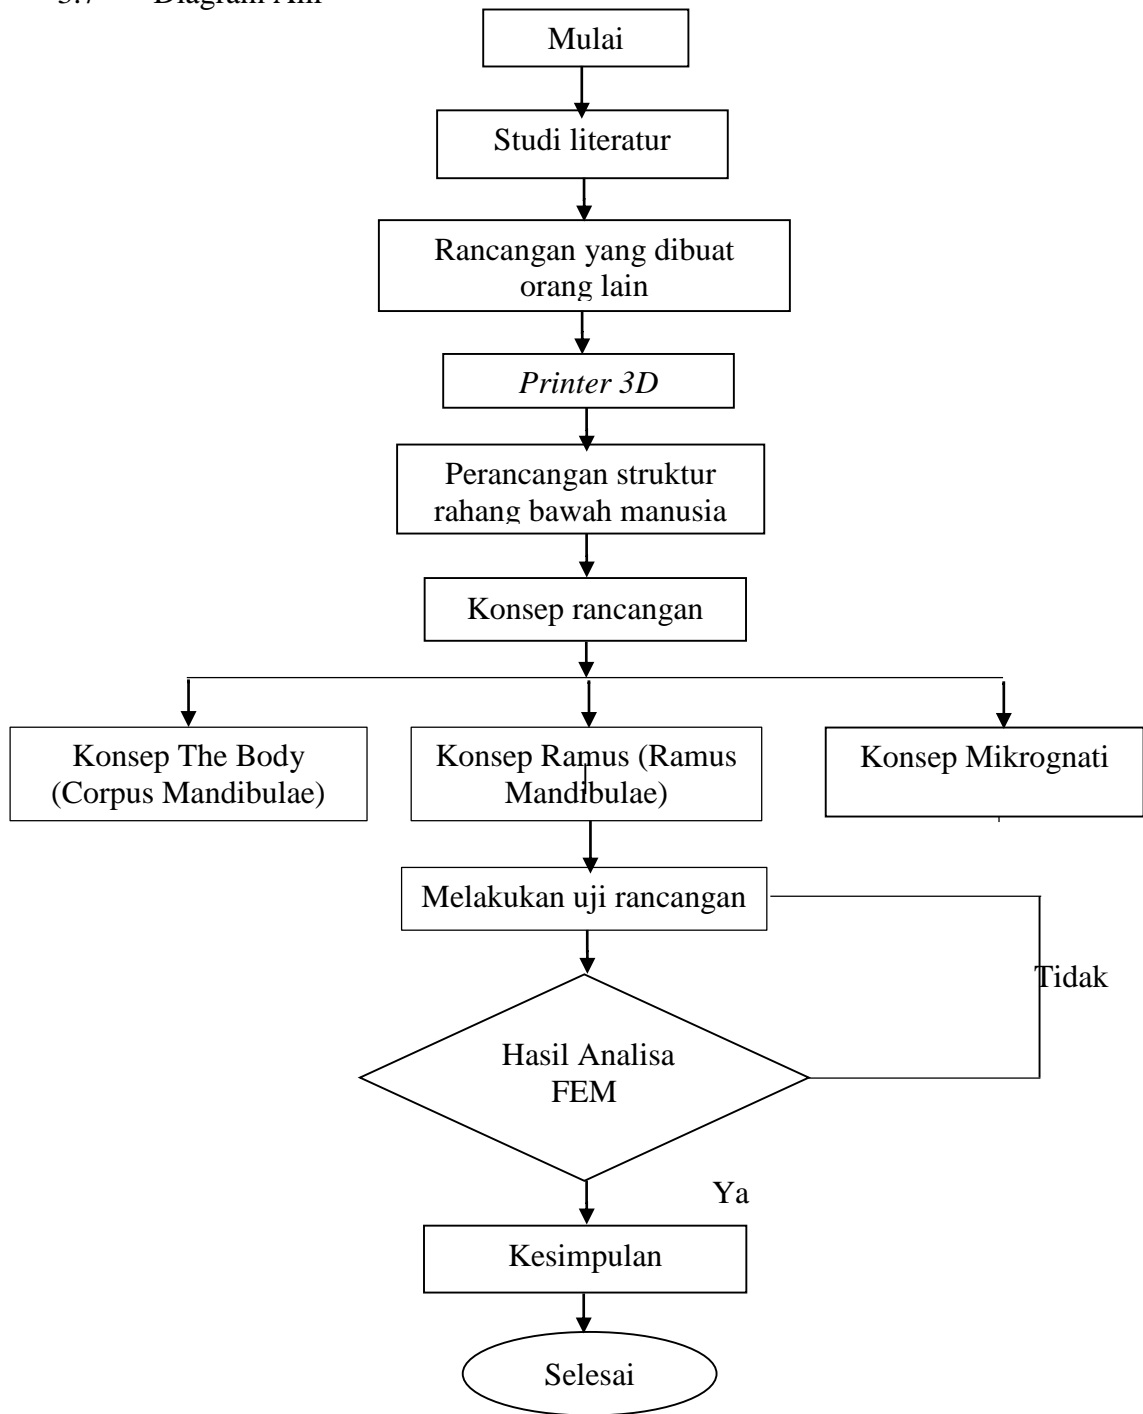 Mulai
Studi literatur
Rancangan yang dibuat
orang lain
Printer 3D
Perancangan struktur
rahang bawah manusia
Konsep rancangan
Konsep The Body
(Corpus Mandibulae)
Konsep Ramus (Ramus
Mandibulae)
Konsep Mikrognati
Melakukan uji rancangan
Tidak
Hasil Analisa
FEM
Ya
Kesimpulan
Selesai